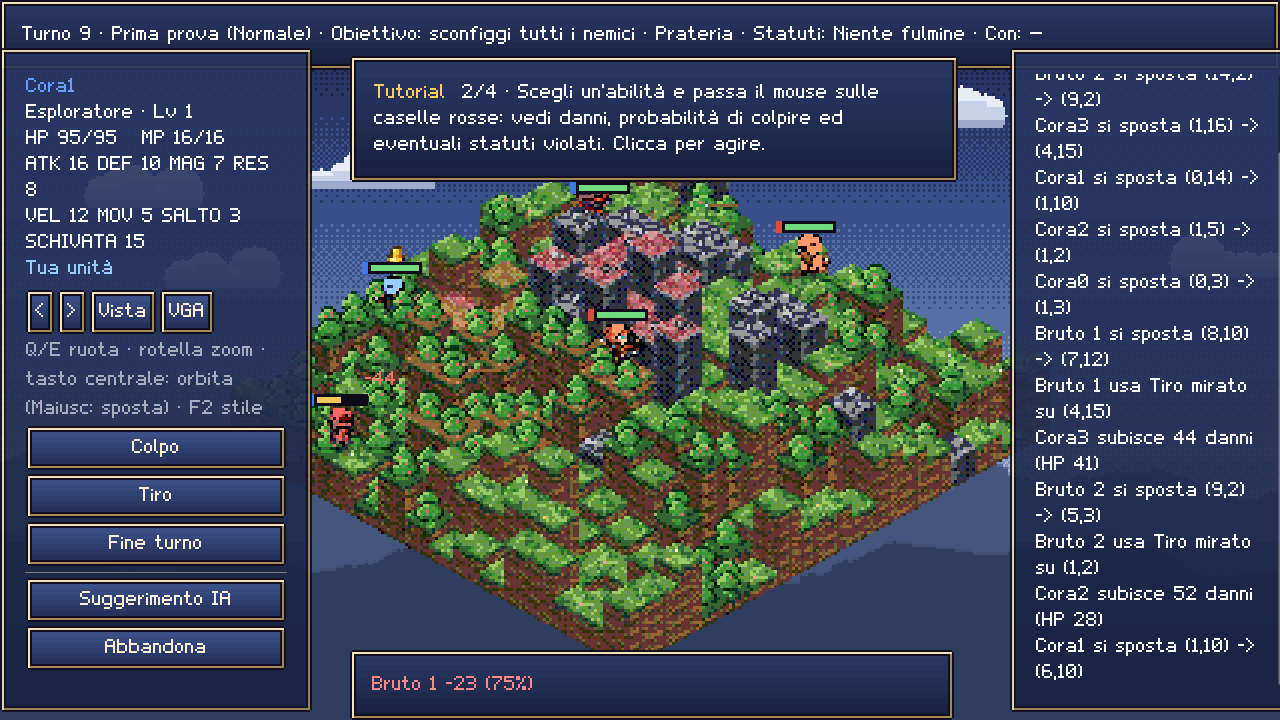 Turno 9 · Prima prova (Normale) · Obiettivo: sconfiggi tutti i nemici · Prateria · Statuti: Niente fulmine · Con: —
Cora1
Esploratore · Lv 1
HP 95/95 MP 16/16
ATK 16 DEF 10 MAG 7 RES
8
VEL 12 MOV 5 SALTO 3
SCHIVATA 15
Tua unità
< > Vista VGA
Q/E ruota · rotella zoom ·
tasto centrale: orbita
(Maiusc: sposta) · F2 stile
Colpo
Tiro
Fine turno
Suggerimento IA
Abbandona
Tutorial 2/4 · Scegli un'abilità e passa il mouse sulle
caselle rosse: vedi danni, probabilità di colpire ed
eventuali statuti violati. Clicca per agire.
-44
Bruto 1 -23 (75%)
Bruto 2 si sposta (14,2)
-> (9,2)
Cora3 si sposta (1,16) ->
(4,15)
Cora1 si sposta (0,14) ->
(1,10)
Cora2 si sposta (1,5) ->
(1,2)
Cora0 si sposta (0,3) ->
(1,3)
Bruto 1 si sposta (8,10)
-> (7,12)
Bruto 1 usa Tiro mirato
su (4,15)
Cora3 subisce 44 danni
(HP 41)
Bruto 2 si sposta (9,2)
-> (5,3)
Bruto 2 usa Tiro mirato
su (1,2)
Cora2 subisce 52 danni
(HP 28)
Cora1 si sposta (1,10) ->
(6,10)